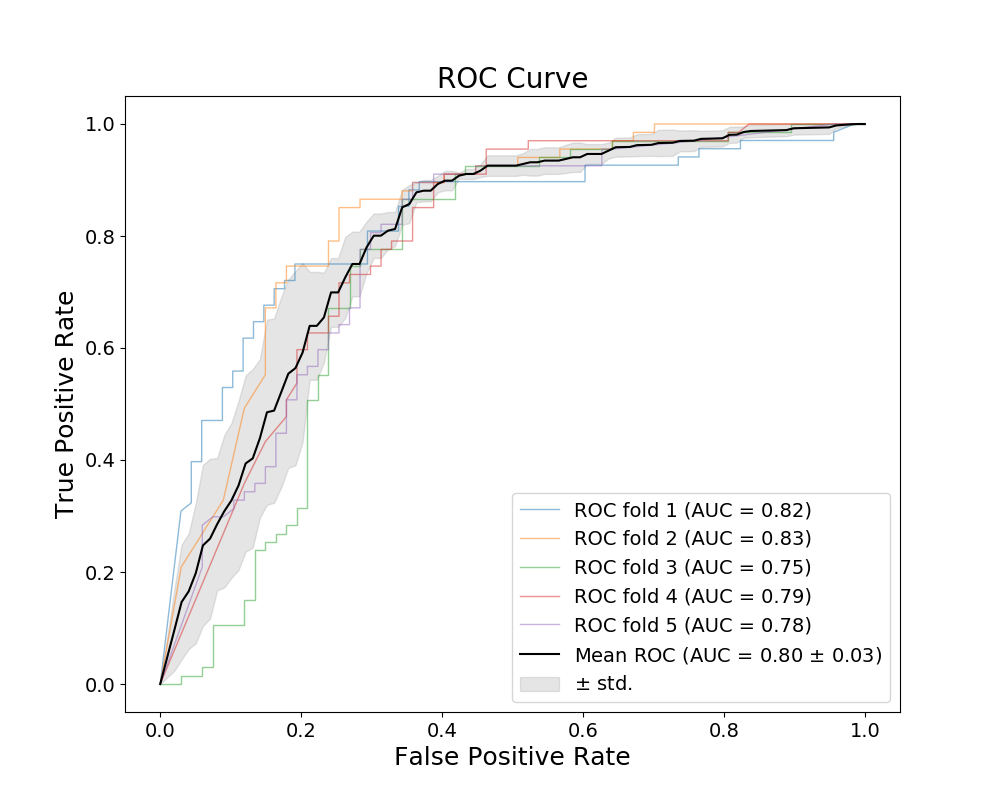 ROC Curve
True Positive Rate
1.0
0.8
0.6
0.4
0.2
0.0
ROC fold 1 (AUC = 0.82)
ROC fold 2 (AUC = 0.83)
ROC fold 3 (AUC = 0.75)
ROC fold 4 (AUC = 0.79)
ROC fold 5 (AUC = 0.78)
Mean ROC (AUC = 0.80 ± 0.03)
± std.
0.0 0.2 0.4 0.6 0.8 1.0
False Positive Rate